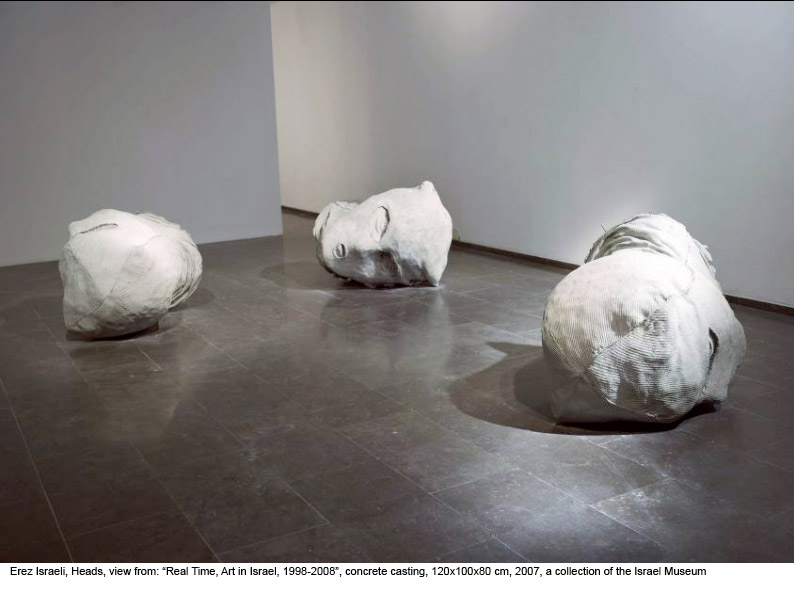 Erez Israeli, Heads, view from: “Real Time, Art in Israel, 1998-2008”, concrete casting, 120x100x80 cm, 2007, a collection of the Israel Museum